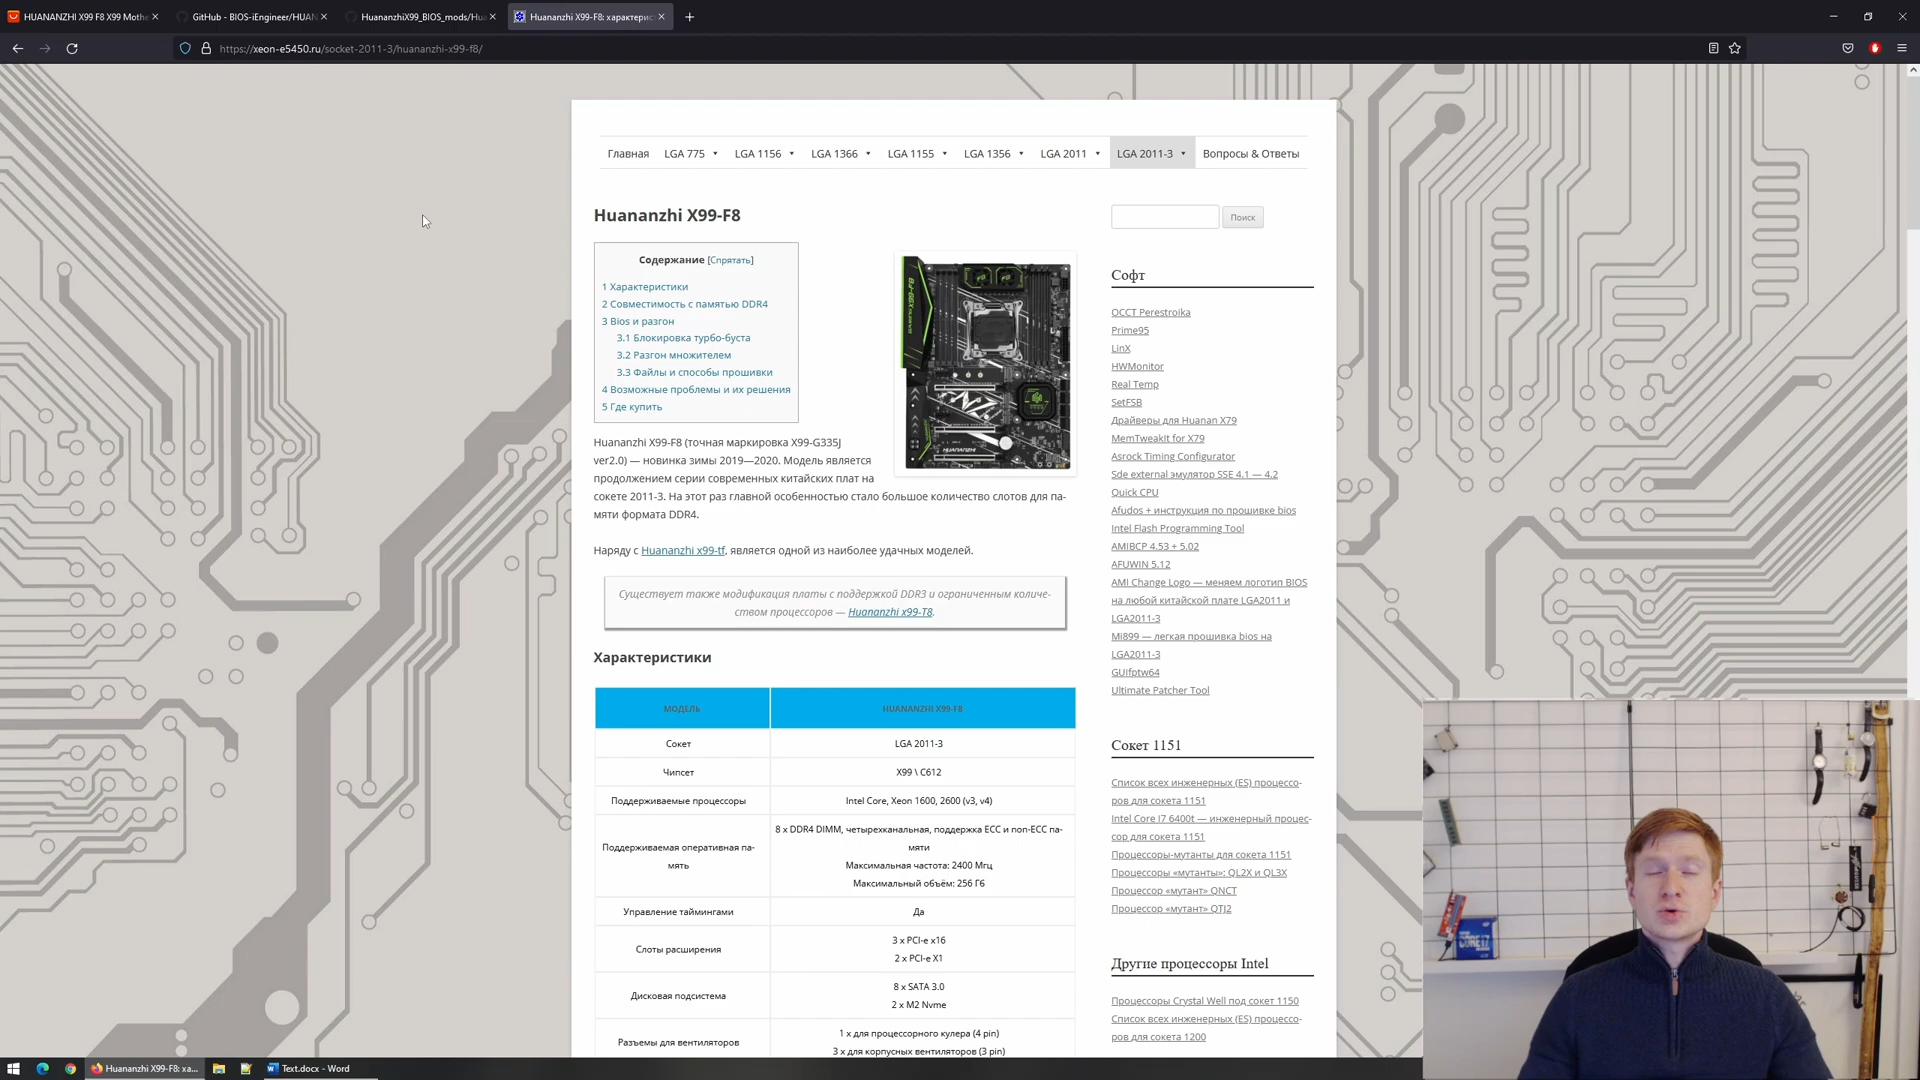 HUANANZHI X99 F8 X99 Mothe
GitHub - BIOS-iEngineer/HUAN
HuananzhiX99_BIOS_mods/Hua
Huananzhi X99-F8: характерис
https://xeon-e5450.ru/socket-2011-3/huananzhi-x99-f8/
Главная
LGA 775
LGA 1156
LGA 1366
LGA 1155
LGA 1356
LGA 2011
LGA 2011-3
Вопросы & Ответы
Huananzhi X99-F8
Содержание [Спрятать]
1 Характеристики
2 Совместимость с памятью DDR4
3 Bios и разгон
3.1 Блокировка турбо-буста
3.2 Разгон множителем
3.3 Файлы и способы прошивки
4 Возможные проблемы и их решения
5 Где купить
Huananzhi X99-F8 (точная маркировка X99-G335J
ver2.0) — новинка зимы 2019—2020. Модель является
продолжением серии современных китайских плат на
сокете 2011-3. На этот раз главной особенностью стало большое количество слотов для па-
мяти формата DDR4.
Наряду с Huananzhi x99-tf, является одной из наиболее удачных моделей.
Существует также модификация платы с поддержкой DDR3 и ограниченным количе-
ством процессоров — Huananzhi x99-T8.
Характеристики
МОДЕЛЬ
HUANANZHI X99-F8
Сокет
LGA 2011-3
Чипсет
X99 \ C612
Поддерживаемые процессоры
Intel Core, Xeon 1600, 2600 (v3, v4)
Поддерживаемая оперативная па-
мять
8 x DDR4 DIMM, четырехканальная, поддержка ECC и non-ECC па-
мяти
Максимальная частота: 2400 Мгц
Максимальный объём: 256 Гб
Управление таймингами
Да
Слоты расширения
3 x PCI-e x16
2 x PCI-e X1
Дисковая подсистема
8 x SATA 3.0
2 x M2 Nvme
Разъемы для вентиляторов
1 x для процессорного кулера (4 pin)
3 x для корпусных вентиляторов (3 pin)
Поиск
Софт
OCCT Perestroika
Prime95
LinX
HWMonitor
Real Temp
SetFSB
Драйверы для Huanan X79
MemTweakIt for X79
Asrock Timing Configurator
Sde external эмулятор SSE 4.1 — 4.2
Quick CPU
Afudos + инструкция по прошивке bios
Intel Flash Programming Tool
AMIBCP 4.53 + 5.02
AFUWIN 5.12
AMI Change Logo — меняем логотип BIOS
на любой китайской плате LGA2011 и
LGA2011-3
Mi899 — легкая прошивка bios на
LGA2011-3
GUIfptw64
Ultimate Patcher Tool
Сокет 1151
Список всех инженерных (ES) процессо-
ров для сокета 1151
Intel Core I7 6400t — инженерный процес-
сор для сокета 1151
Процессоры-мутанты для сокета 1151
Процессоры «мутанты»: QL2X и QL3X
Процессор «мутант» QNCT
Процессор «мутант» QTJ2
Другие процессоры Intel
Процессоры Crystal Well под сокет 1150
Список всех инженерных (ES) процессо-
ров для сокета 1200
Huananzhi X99-F8: ха...
Text.docx - Word